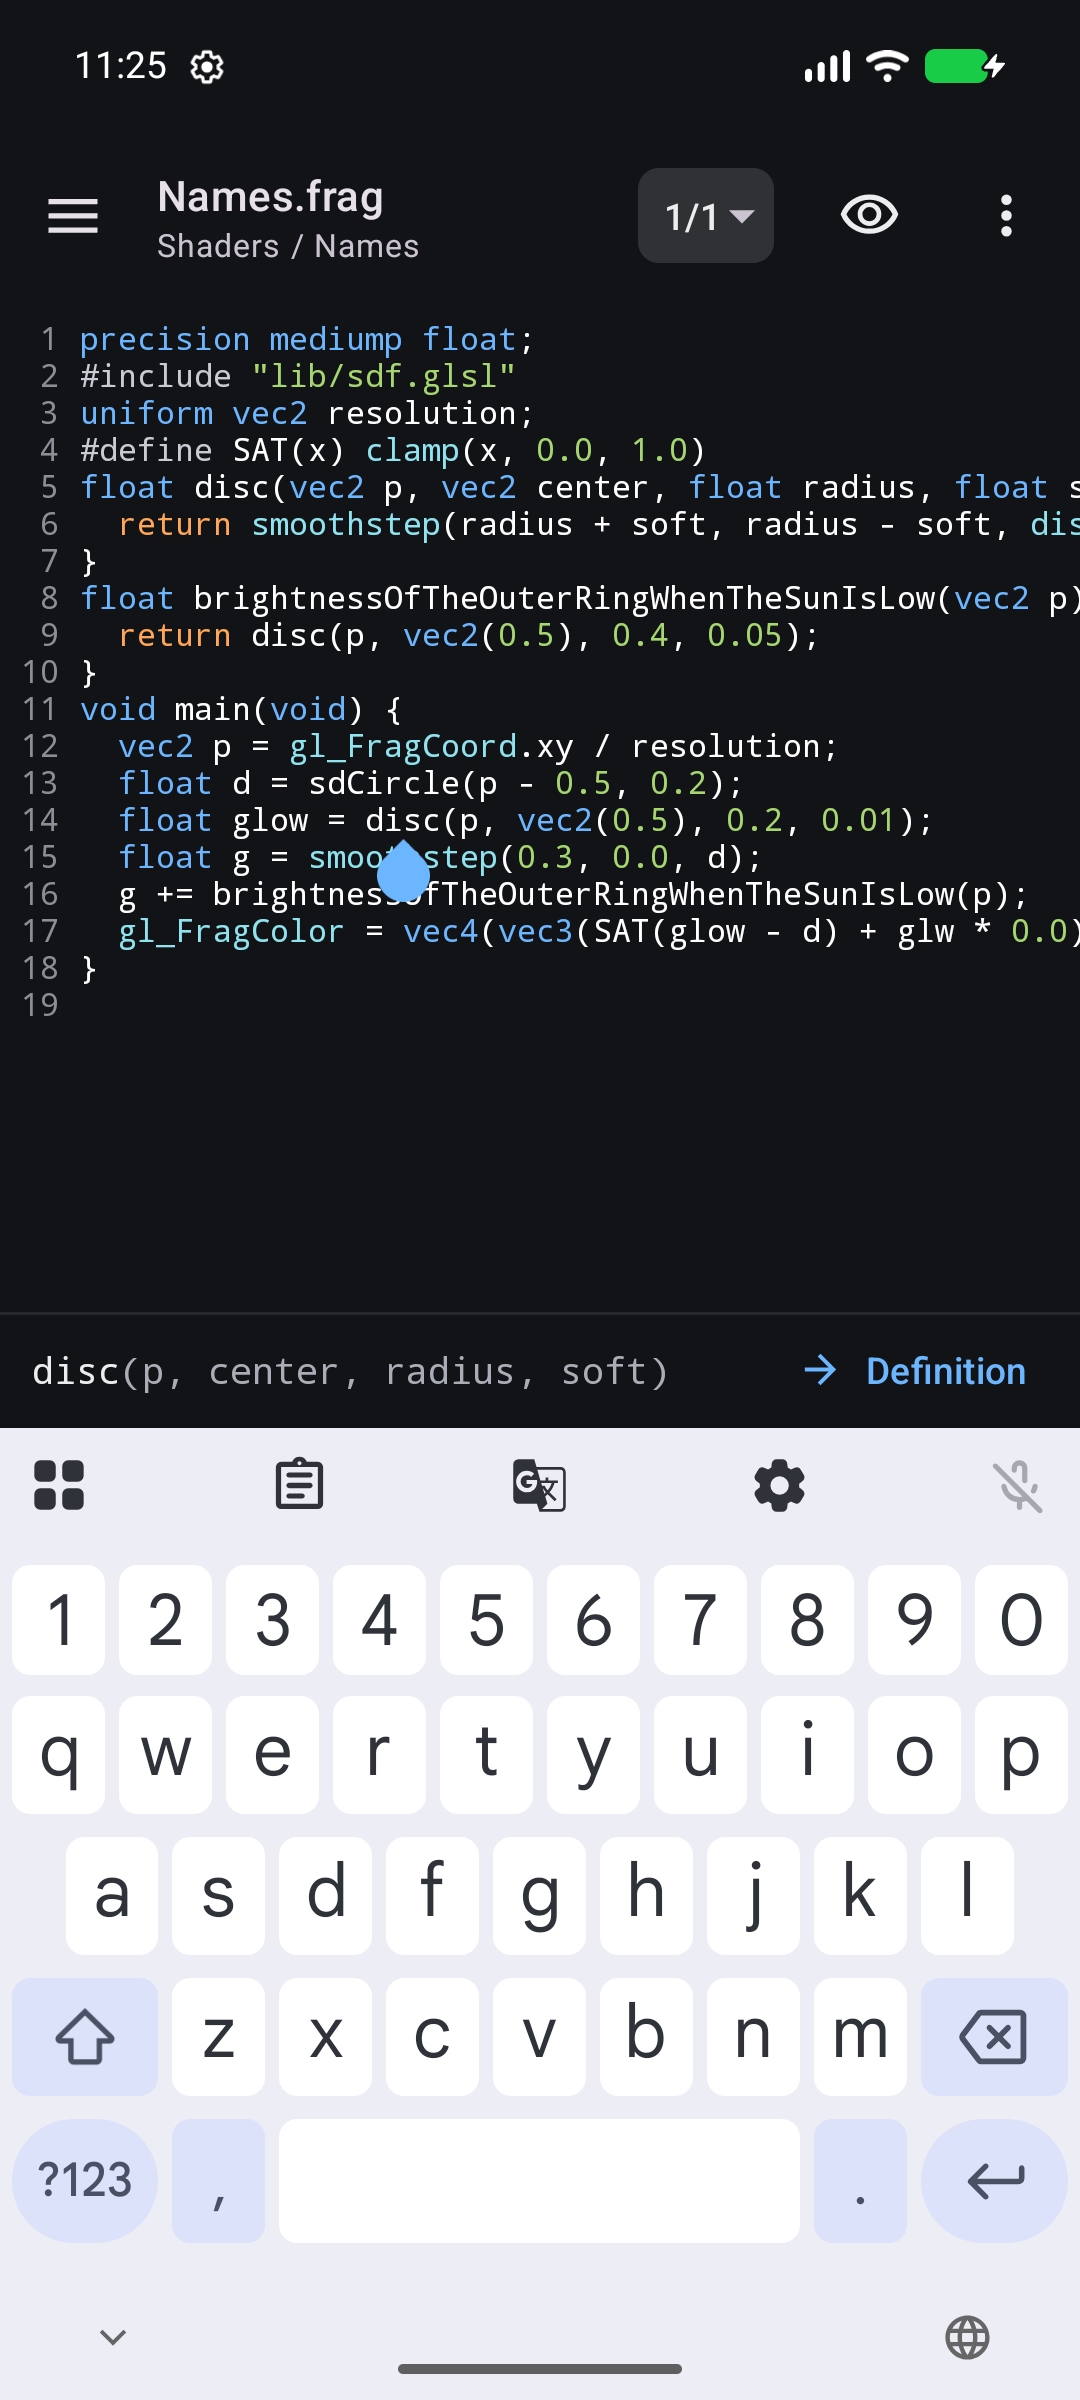 11:25
Names.frag
Shaders / Names
1/1
1 precision mediump float;
2 #include "lib/sdf.glsl"
3 uniform vec2 resolution;
4 #define SAT(x) clamp(x, 0.0, 1.0)
5 float disc(vec2 p, vec2 center, float radius, float s
6 return smoothstep(radius + soft, radius - soft, dis
7 }
8 float brightnessOfTheOuterRingWhenTheSunIsLow(vec2 p)
9 return disc(p, vec2(0.5), 0.4, 0.05);
10 }
11 void main(void) {
12 vec2 p = gl_FragCoord.xy / resolution;
13 float d = sdCircle(p - 0.5, 0.2);
14 float glow = disc(p, vec2(0.5), 0.2, 0.01);
15 float g = smoothstep(0.3, 0.0, d);
16 g += brightnessOfTheOuterRingWhenTheSunIsLow(p);
17 gl_FragColor = vec4(vec3(SAT(glow - d) + glw * 0.0)
18 }
19
disc(p, center, radius, soft) Definition
1 2 3 4 5 6 7 8 9 0
q w e r t y u i o p
a s d f g h j k l
z x c v b n m
?123 , .